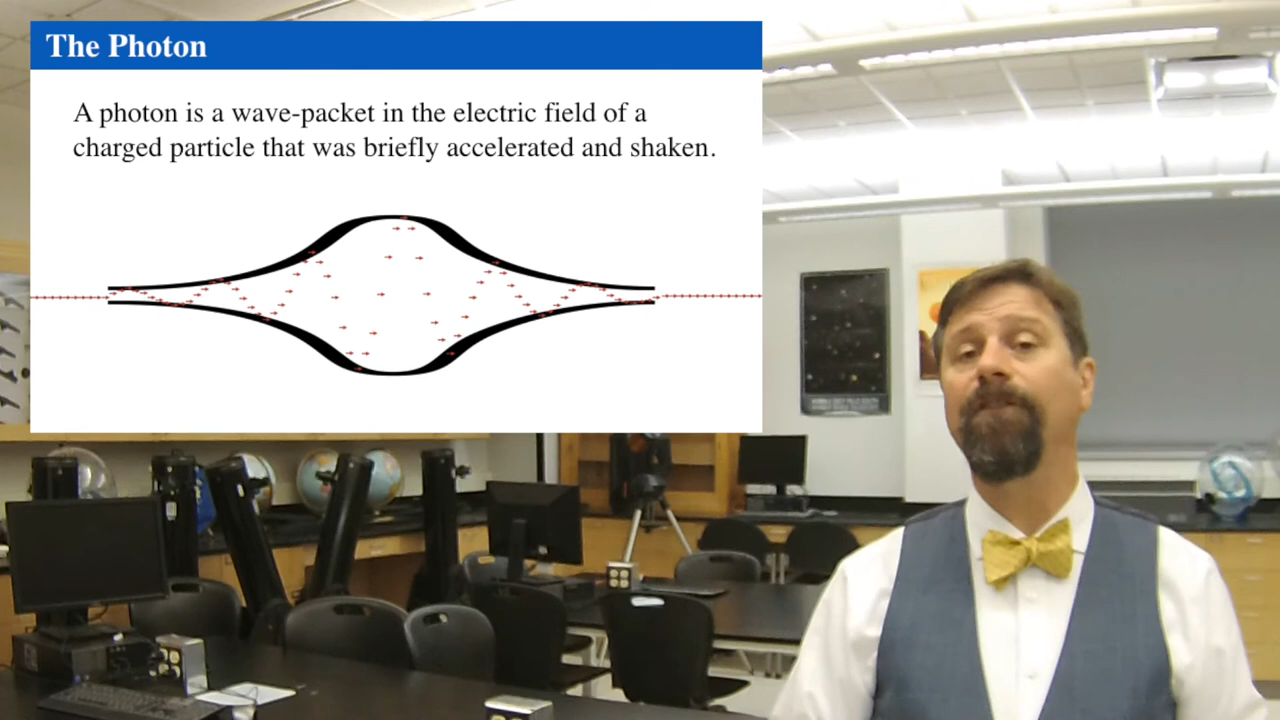 The Photon
A photon is a wave-packet in the electric field of a
charged particle that was briefly accelerated and shaken.